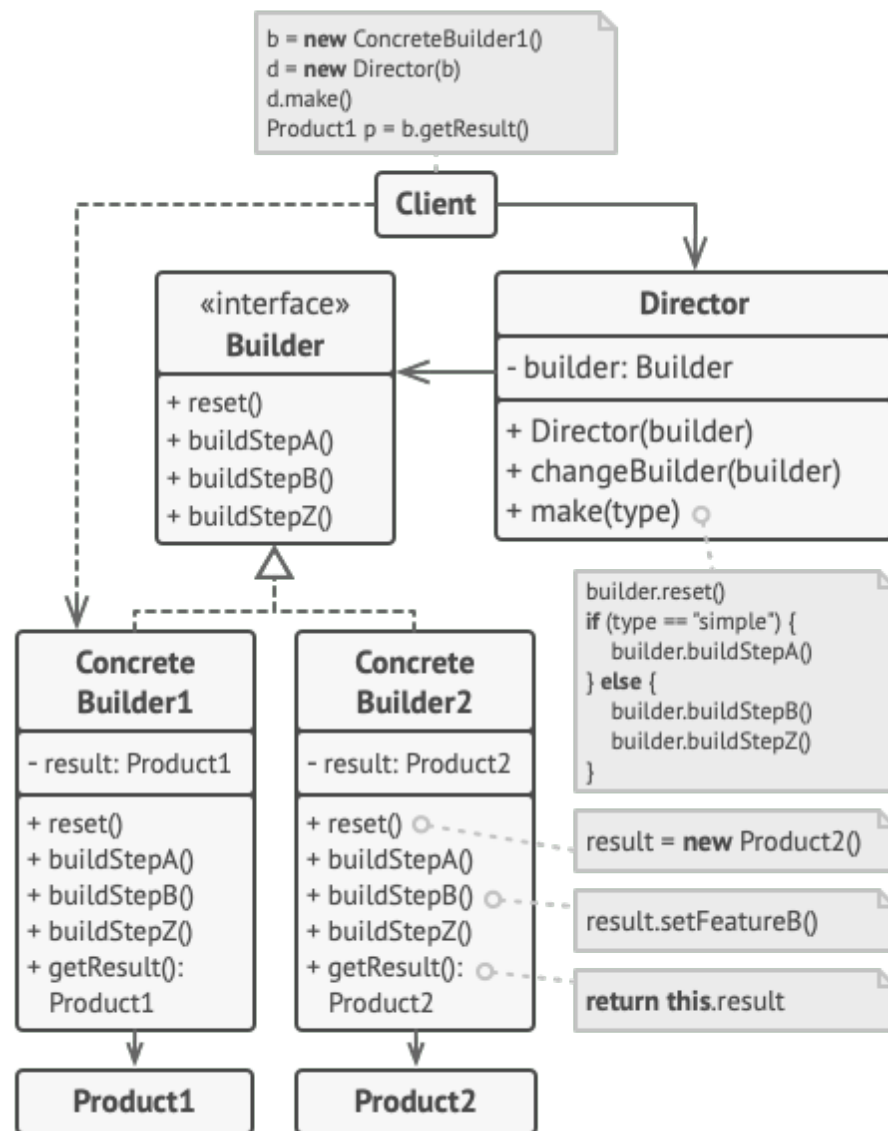 b = new ConcreteBuilder1()
d = new Director(b)
d.make()
Product1 p = b.getResult()
Client
«interface»
Builder
+ reset()
+ buildStepA()
+ buildStepB()
+ buildStepZ()
Director
- builder: Builder
+ Director(builder)
+ changeBuilder(builder)
+ make(type)
builder.reset()
if (type == "simple") {
builder.buildStepA()
} else {
builder.buildStepB()
builder.buildStepZ()
}
Concrete
Builder1
- result: Product1
+ reset()
+ buildStepA()
+ buildStepB()
+ buildStepZ()
+ getResult():
Product1
Concrete
Builder2
- result: Product2
+ reset()
+ buildStepA()
+ buildStepB()
+ buildStepZ()
+ getResult():
Product2
result = new Product2()
result.setFeatureB()
return this.result
Product1
Product2